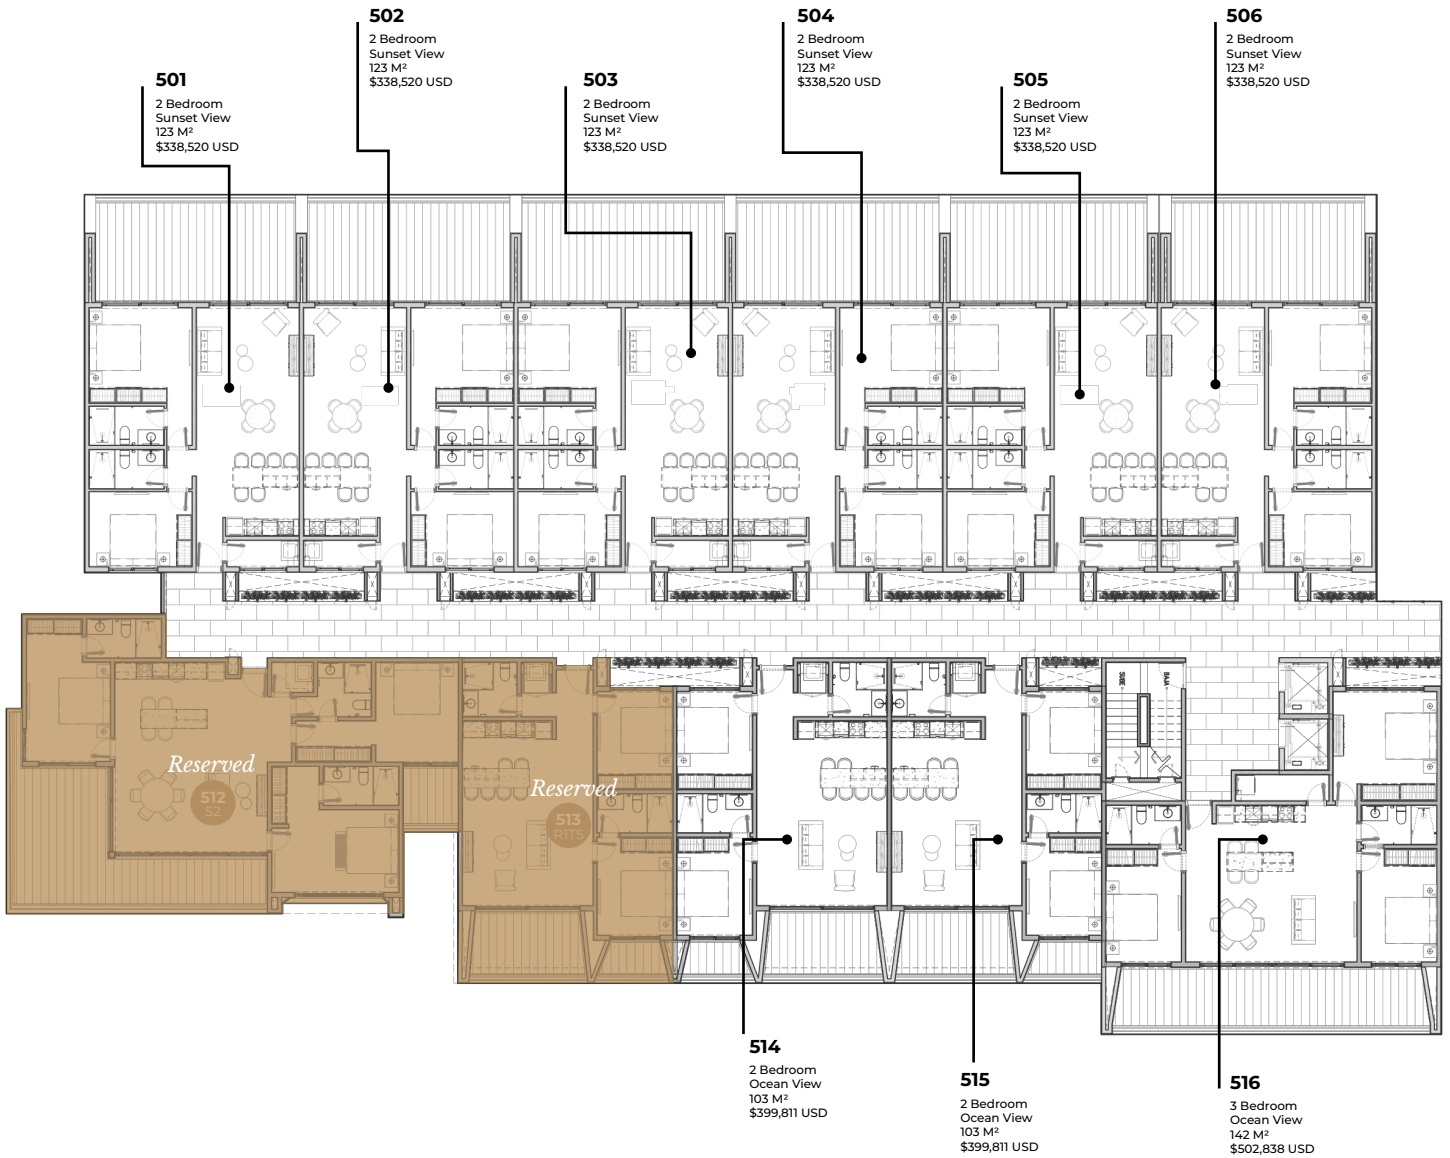 502
2 Bedroom
Sunset View
123 M²
$338,520 USD
504
2 Bedroom
Sunset View
123 M²
$338,520 USD
506
2 Bedroom
Sunset View
123 M²
$338,520 USD
501
2 Bedroom
Sunset View
123 M²
$338,520 USD
503
2 Bedroom
Sunset View
123 M²
$338,520 USD
505
2 Bedroom
Sunset View
123 M²
$338,520 USD
SUBE
BAJA
Reserved
512
S2
Reserved
513
R1TS
514
2 Bedroom
Ocean View
103 M²
$399,811 USD
515
2 Bedroom
Ocean View
103 M²
$399,811 USD
516
3 Bedroom
Ocean View
142 M²
$502,838 USD